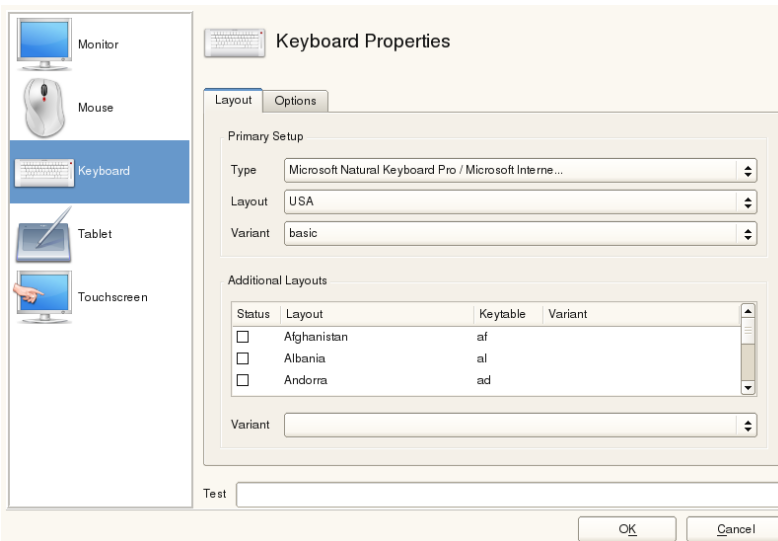 Monitor
Mouse
Keyboard
Tablet
Touchscreen
Keyboard Properties
Layout Options
Primary Setup
Type Microsoft Natural Keyboard Pro / Microsoft Interne...
Layout USA
Variant basic
Additional Layouts
Status Layout Keytable Variant
Afghanistan af
Albania al
Andorra ad
Variant
Test
OK Cancel